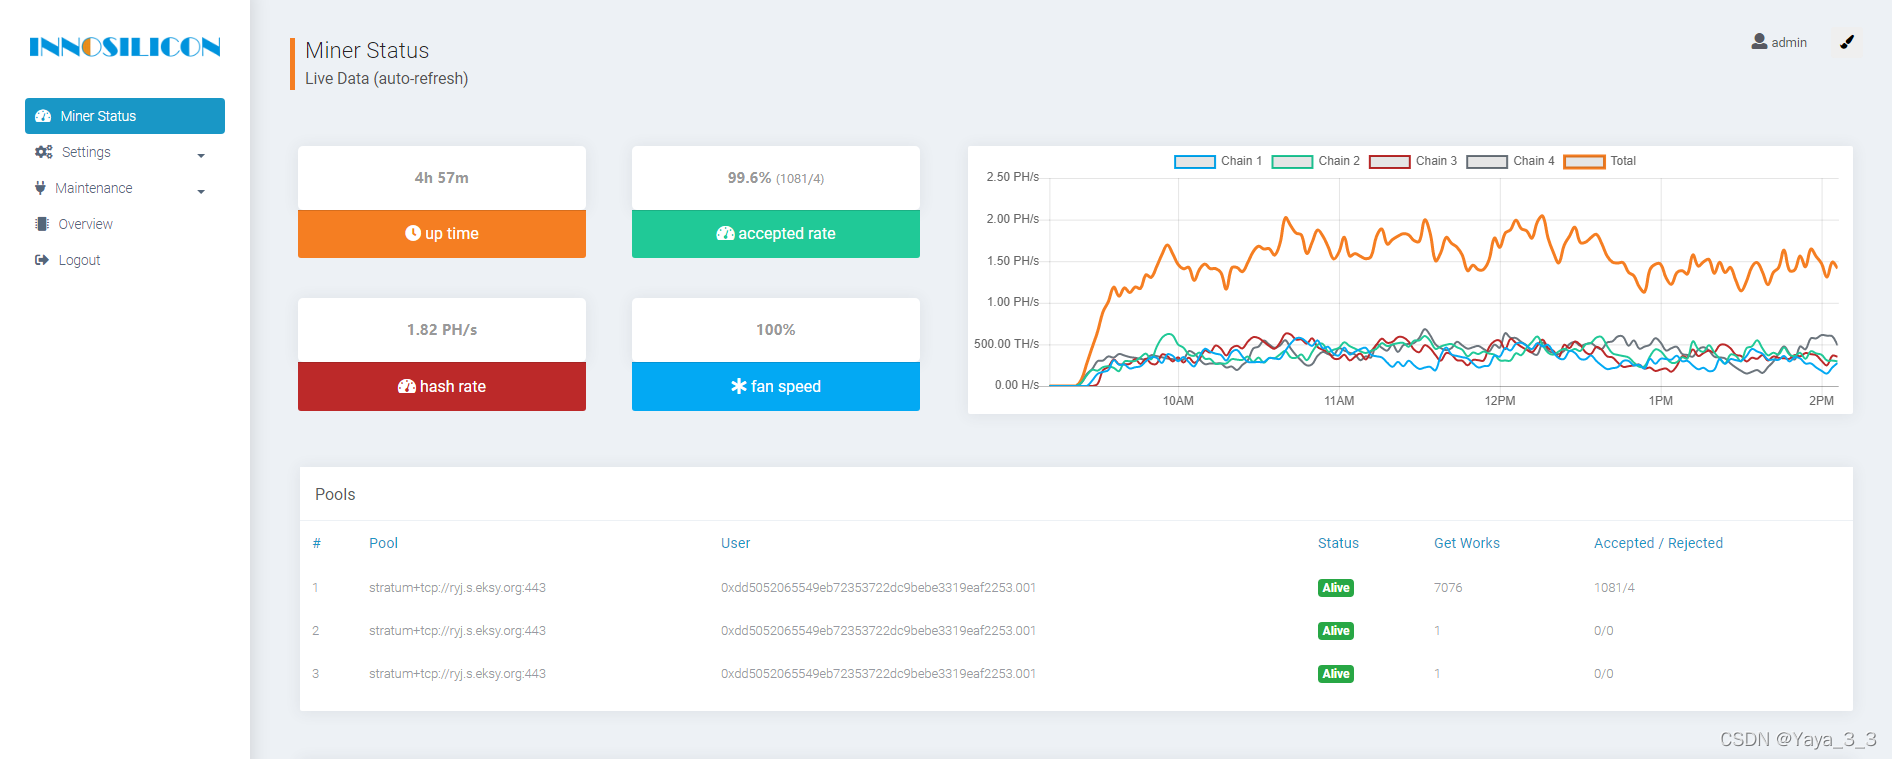 INNOSILICON
Miner Status
Settings
Maintenance
Overview
Logout
Miner Status
Live Data (auto-refresh)
admin
4h 57m
up time
99.6% (1081/4)
accepted rate
1.82 PH/s
hash rate
100%
fan speed
Chain 1 Chain 2 Chain 3 Chain 4 Total
2.50 PH/s
2.00 PH/s
1.50 PH/s
1.00 PH/s
500.00 TH/s
0.00 H/s
10AM 11AM 12PM 1PM 2PM
Pools
# Pool User Status Get Works Accepted / Rejected
1 stratum+tcp://ryj.s.eksy.org:443 0xdd5052065549eb72353722dc9bebe3319eaf2253.001 Alive 7076 1081/4
2 stratum+tcp://ryj.s.eksy.org:443 0xdd5052065549eb72353722dc9bebe3319eaf2253.001 Alive 1 0/0
3 stratum+tcp://ryj.s.eksy.org:443 0xdd5052065549eb72353722dc9bebe3319eaf2253.001 Alive 1 0/0
CSDN @Yaya_3_3